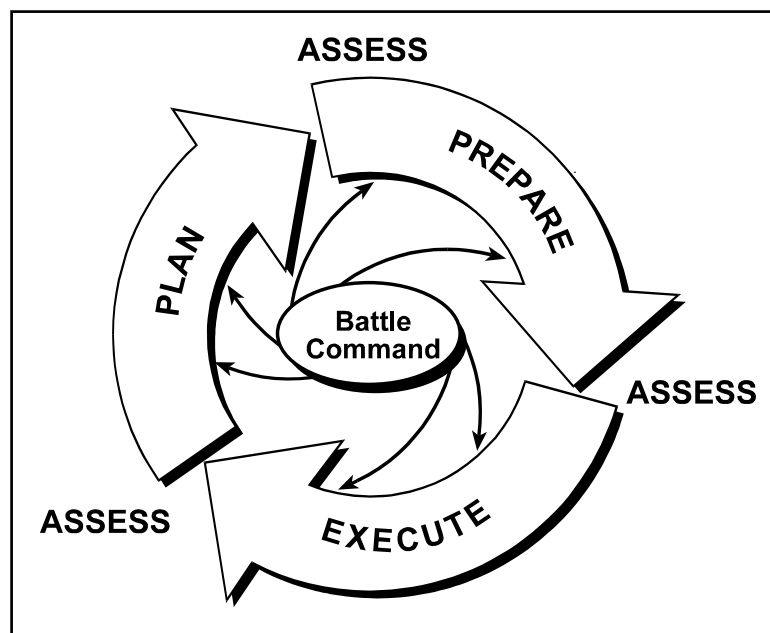 ASSESS
PREPARE
PLAN
Battle
Command
ASSESS
ASSESS
EXECUTE